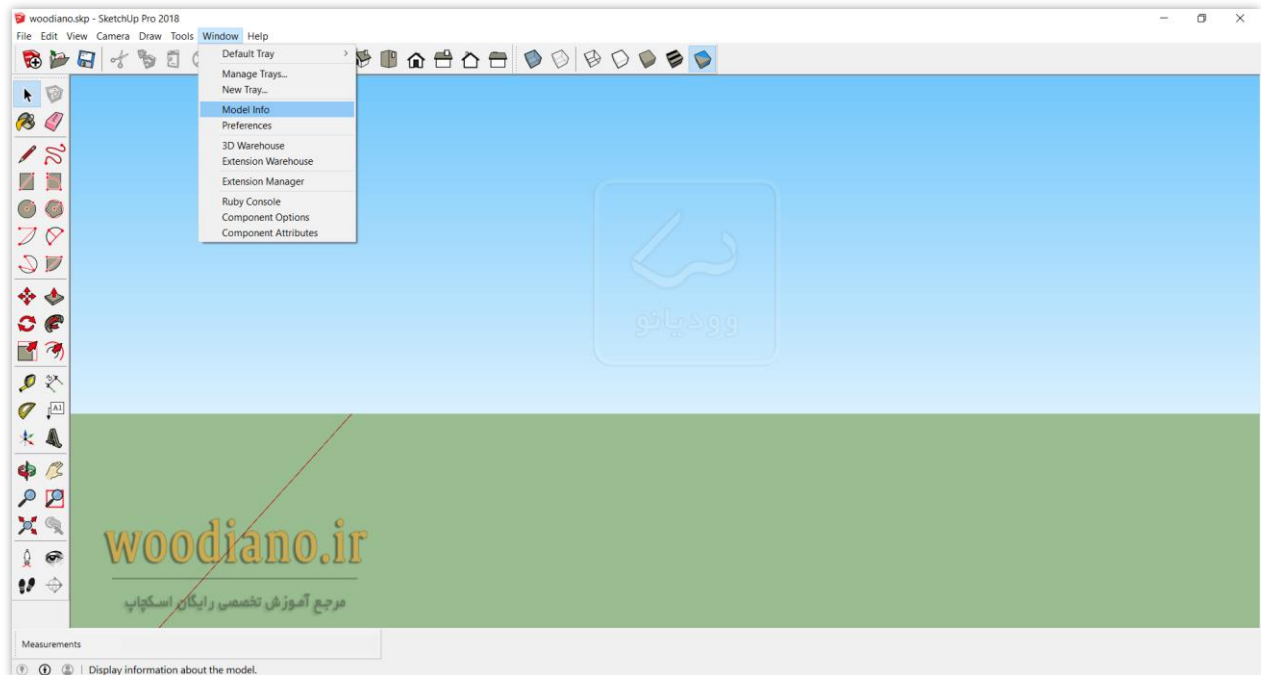 woodiano.skp - SketchUp Pro 2018
File Edit View Camera Draw Tools Window Help
Default Tray
Manage Trays...
New Tray...
Model Info
Preferences
3D Warehouse
Extension Warehouse
Extension Manager
Ruby Console
Component Options
Component Attributes
A1
وودیانو
woodiano.ir
مرجع آموزش تخصصی رایگان اسکچاپ
Measurements
Display information about the model.